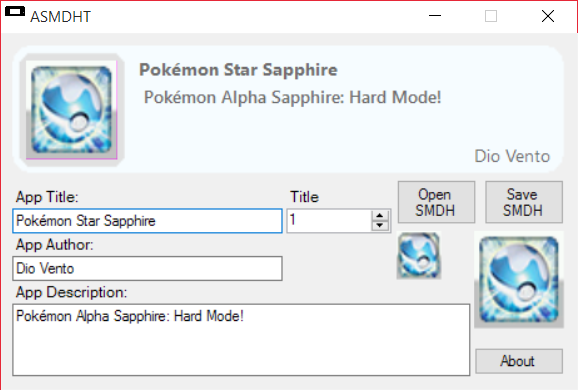 ASMDHT
Pokémon Star Sapphire
Pokémon Alpha Sapphire: Hard Mode!
Dio Vento
App Title:
Title
Open
SMDH
Save
SMDH
Pokémon Star Sapphire
1
App Author:
Dio Vento
App Description:
Pokémon Alpha Sapphire: Hard Mode!
About